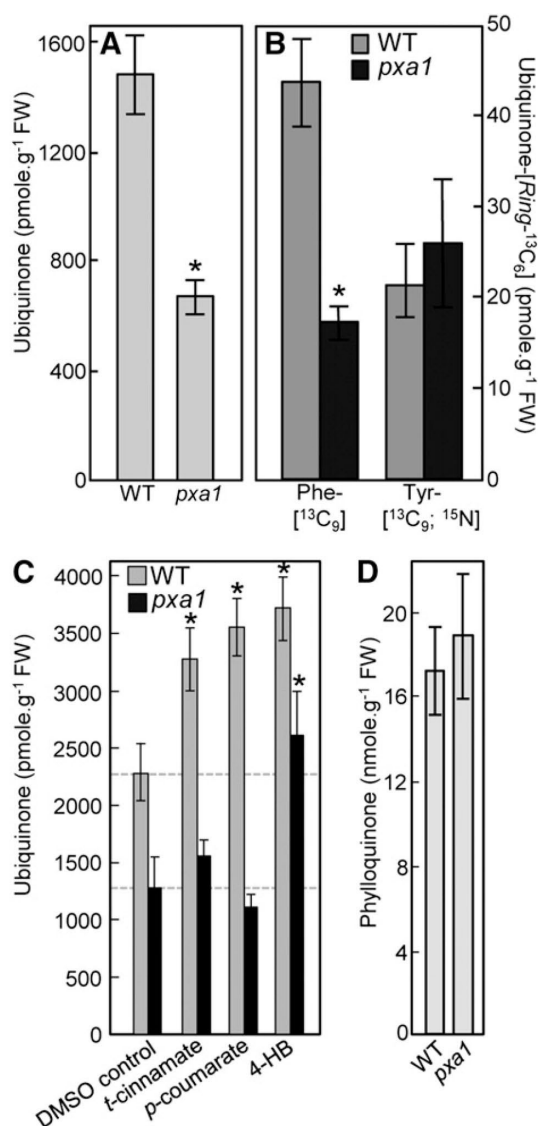 A
Ubiquinone (pmole.g⁻¹ FW)
1600
1200
800
400
0
*
WT pxa1
B
WT
pxa1
*
50
40
30
20
10
0
Ubiquinone-[Ring-¹³C₆] (pmole.g⁻¹ FW)
Phe- Tyr-
[¹³C₉] [¹³C₉; ¹⁵N]
C
WT
pxa1
Ubiquinone (pmole.g⁻¹ FW)
4000
3500
3000
2500
2000
1500
1000
500
0
* * * *
DMSO control
t-cinnamate
p-coumarate
4-HB
D
Phylloquinone (nmole.g⁻¹ FW)
20
16
12
8
4
0
WT
pxa1